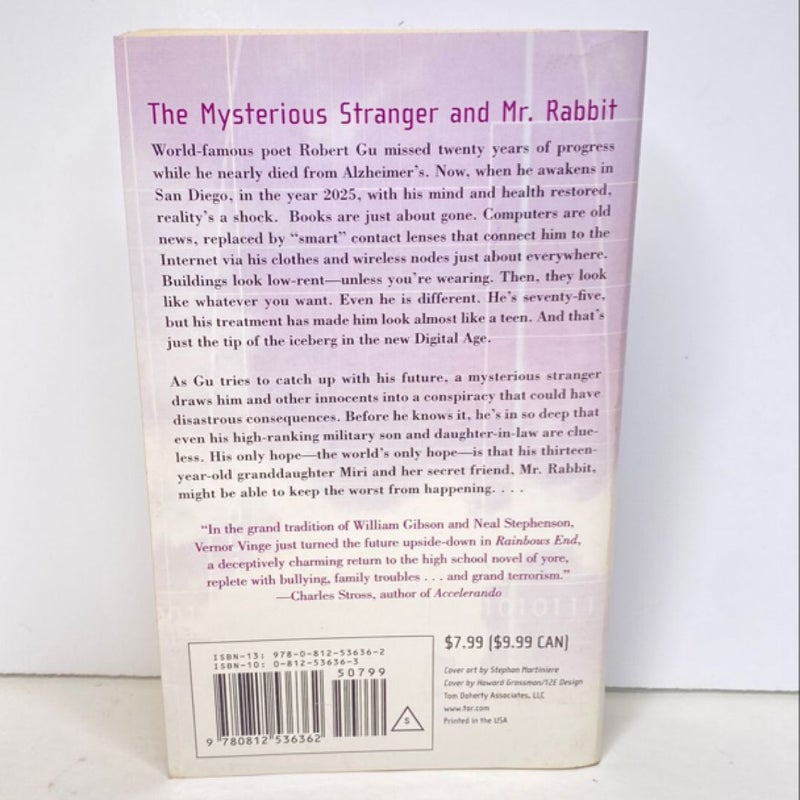 The Mysterious Stranger and Mr. Rabbit
World-famous poet Robert Gu missed twenty years of progress
while he nearly died from Alzheimer's. Now, when he awakens in
San Diego, in the year 2025, with his mind and health restored,
reality's a shock. Books are just about gone. Computers are old
news, replaced by "smart" contact lenses that connect him to the
Internet via his clothes and wireless nodes just about everywhere.
Buildings look low-rent—unless you're wearing. Then, they look
like whatever you want. Even he is different. He's seventy-five,
but his treatment has made him look almost like a teen. And that's
just the tip of the iceberg in the new Digital Age.
As Gu tries to catch up with his future, a mysterious stranger
draws him and other innocents into a conspiracy that could have
disastrous consequences. Before he knows it, he's in so deep that
even his high-ranking military son and daughter-in-law are clue-
less. His only hope—the world's only hope—is that his thirteen-
year-old granddaughter Miri and her secret friend, Mr. Rabbit,
might be able to keep the worst from happening. . . .
"In the grand tradition of William Gibson and Neal Stephenson,
Vernor Vinge just turned the future upside-down in Rainbows End,
a deceptively charming return to the high school novel of yore,
replete with bullying, family troubles . . . and grand terrorism."
—Charles Stross, author of Accelerando
ISBN-13: 978-0-812-53636-2
ISBN-10: 0-812-53636-3
50799
S
9 780812 536362
$7.99 ($9.99 CAN)
Cover art by Stephan Martiniere
Cover by Howard Grossman/12E Design
Tom Doherty Associates, LLC
www.tor.com
Printed in the USA